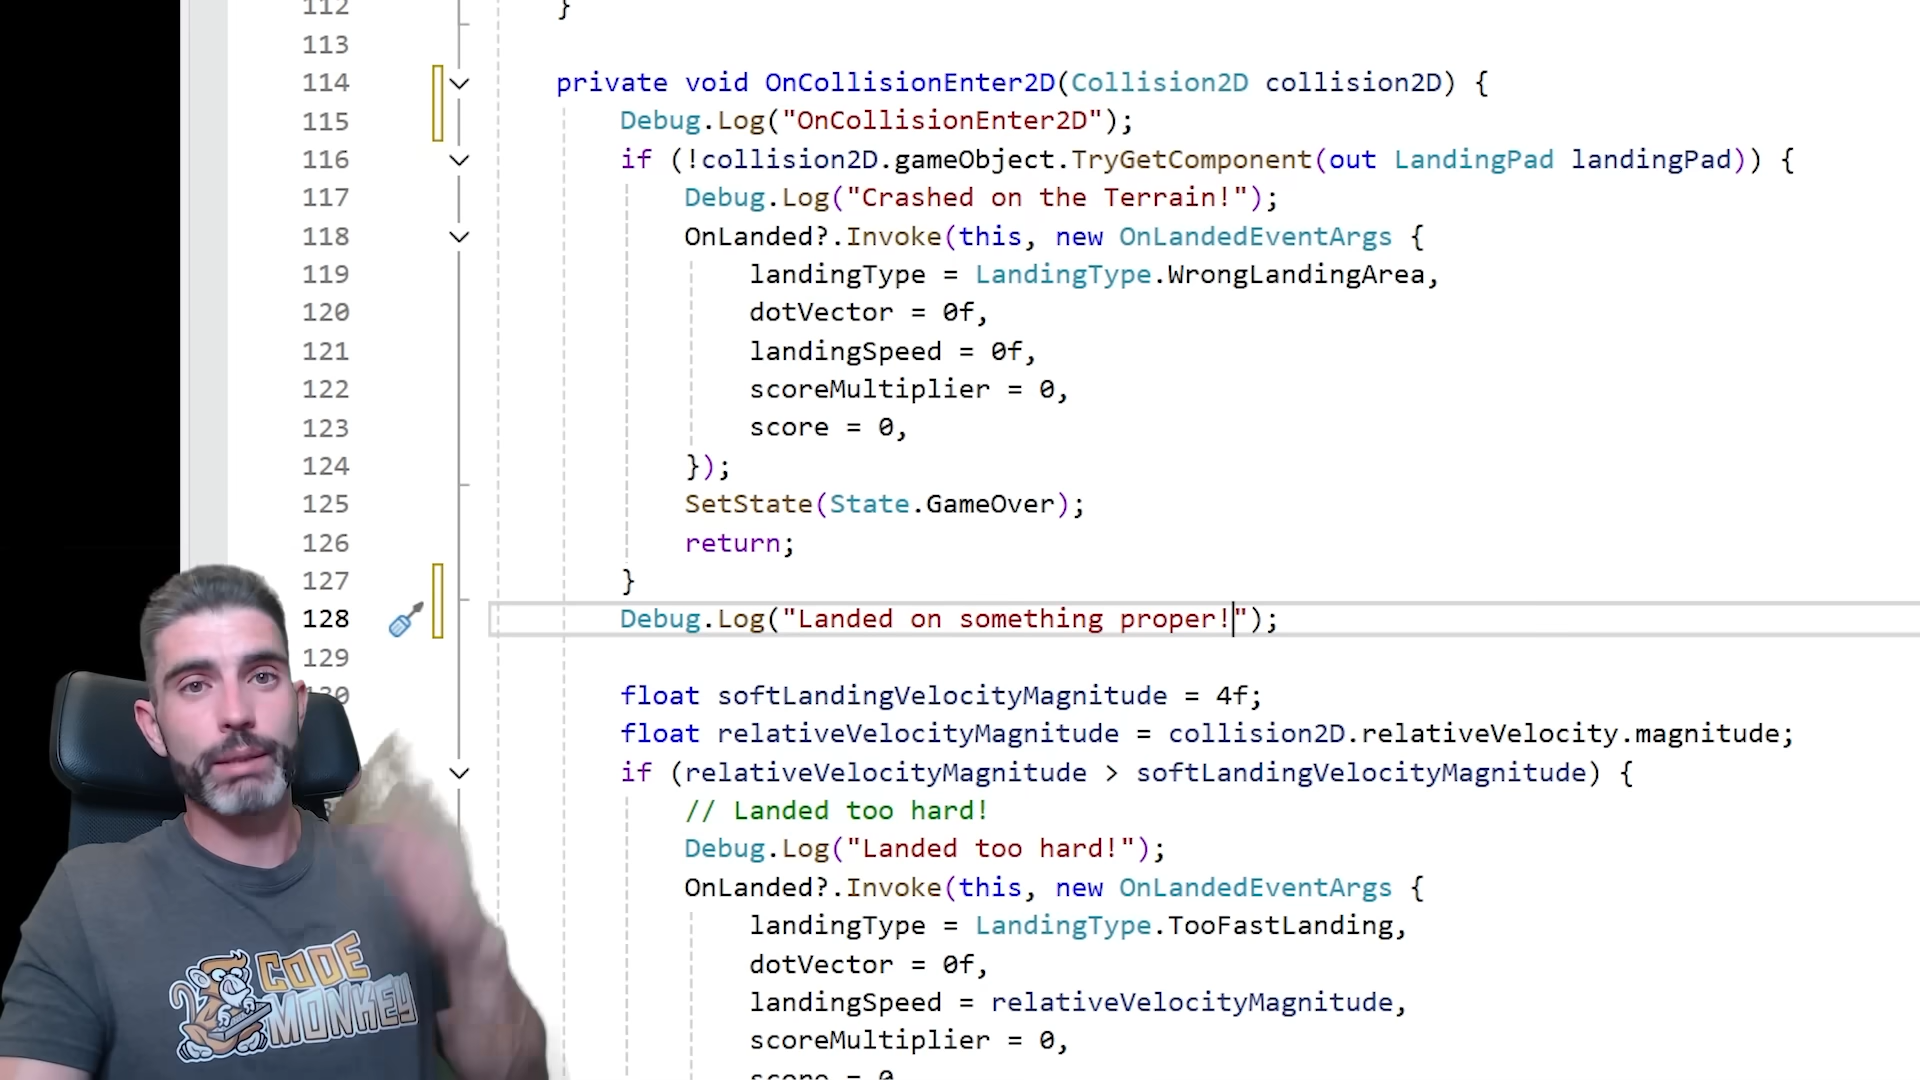 112 }
113
114 private void OnCollisionEnter2D(Collision2D collision2D) {
115 Debug.Log("OnCollisionEnter2D");
116 if (!collision2D.gameObject.TryGetComponent(out LandingPad landingPad)) {
117 Debug.Log("Crashed on the Terrain!");
118 OnLanded?.Invoke(this, new OnLandedEventArgs {
119 landingType = LandingType.WrongLandingArea,
120 dotVector = 0f,
121 landingSpeed = 0f,
122 scoreMultiplier = 0,
123 score = 0,
124 });
125 SetState(State.GameOver);
126 return;
127 }
128 Debug.Log("Landed on something proper!");
129
float softLandingVelocityMagnitude = 4f;
float relativeVelocityMagnitude = collision2D.relativeVelocity.magnitude;
if (relativeVelocityMagnitude > softLandingVelocityMagnitude) {
// Landed too hard!
Debug.Log("Landed too hard!");
OnLanded?.Invoke(this, new OnLandedEventArgs {
landingType = LandingType.TooFastLanding,
dotVector = 0f,
landingSpeed = relativeVelocityMagnitude,
scoreMultiplier = 0,
CODE
MONKEY